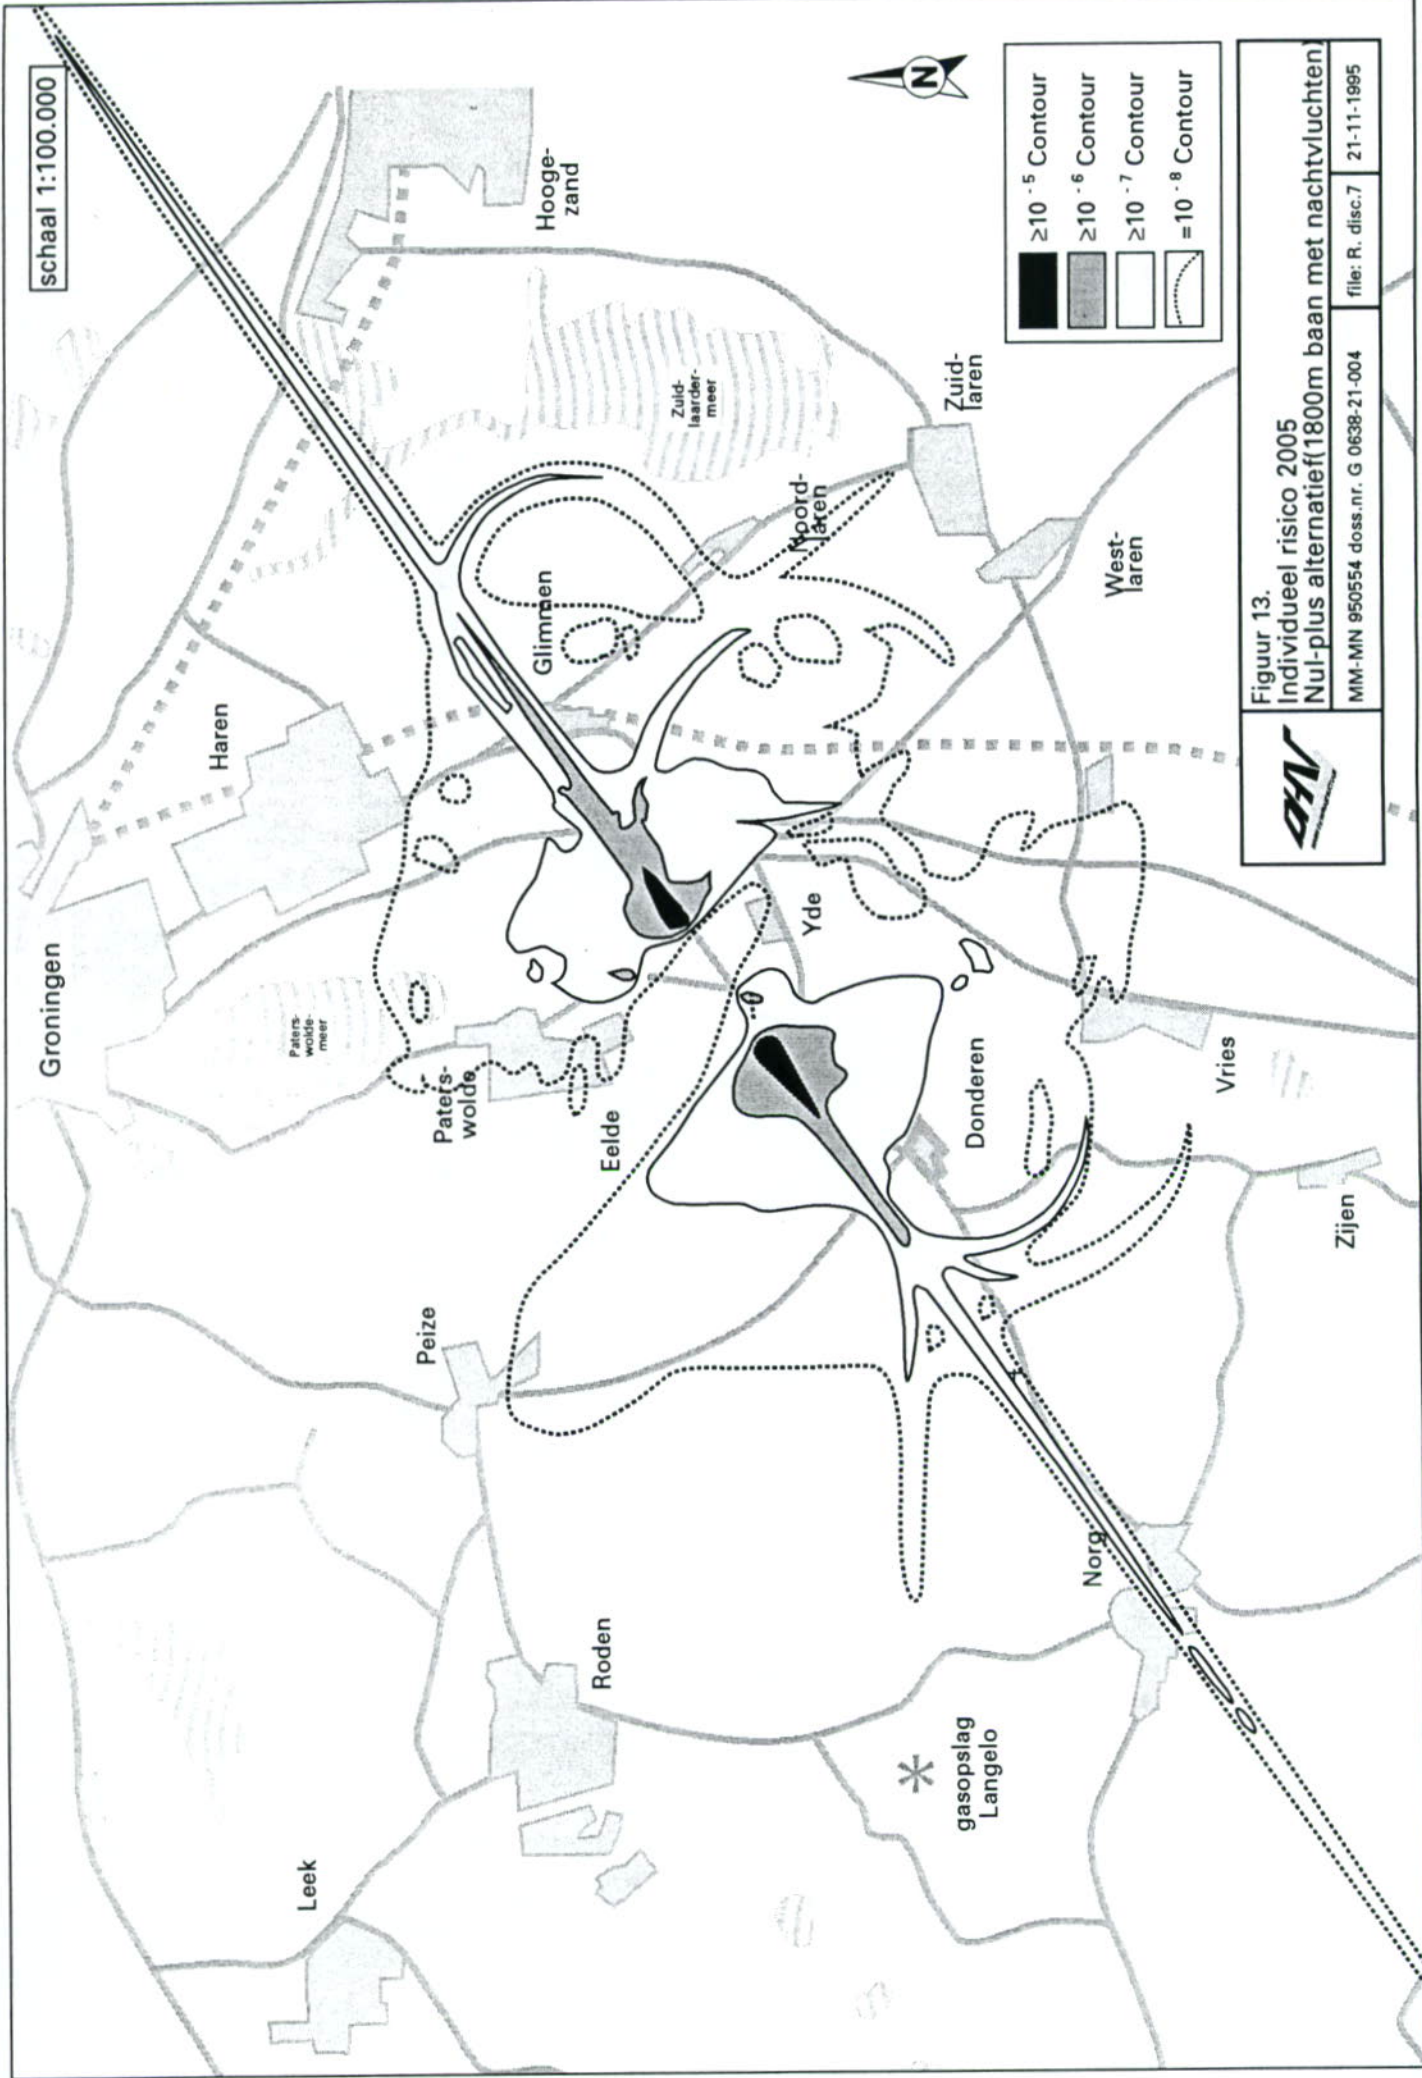 schaal 1:100.000
Groningen
Haren
Hooge-
zand
Paters-
wolde-
meer
Zuid-
laarder-
meer
Leek
Peize
Paters-
wolde
Glimmen
Roden
Eelde
Noord-
laren
Yde
Zuid-
laren
gasopslag
Langelo
Donderen
West-
laren
Norg
Vries
Zijen
N
≥10 - 5 Contour
≥10 - 6 Contour
≥10 - 7 Contour
=10 - 8 Contour
Figuur 13.
Individueel risico 2005
Nul-plus alternatief(1800m baan met nachtvluchten)
MM-MN 950554 doss.nr. G 0638-21-004
file: R. disc.7
21-11-1995